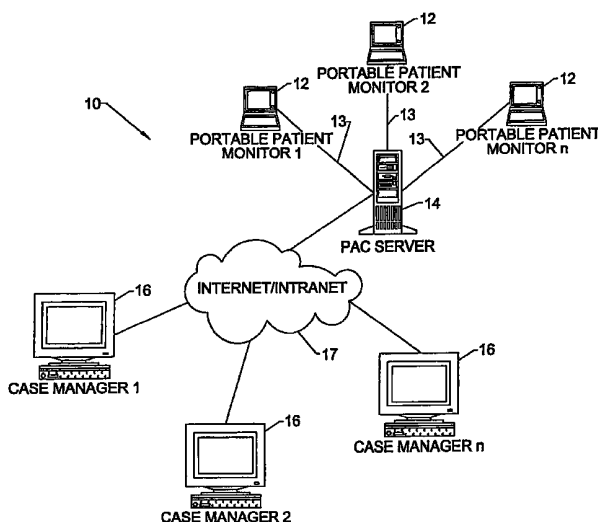 12
PORTABLE PATIENT
MONITOR 2
12
PORTABLE PATIENT
MONITOR 1
12
PORTABLE PATIENT
MONITOR n
10
13
13
13
14
PAC SERVER
INTERNET/INTRANET
17
16
CASE MANAGER 1
16
CASE MANAGER 2
16
CASE MANAGER n